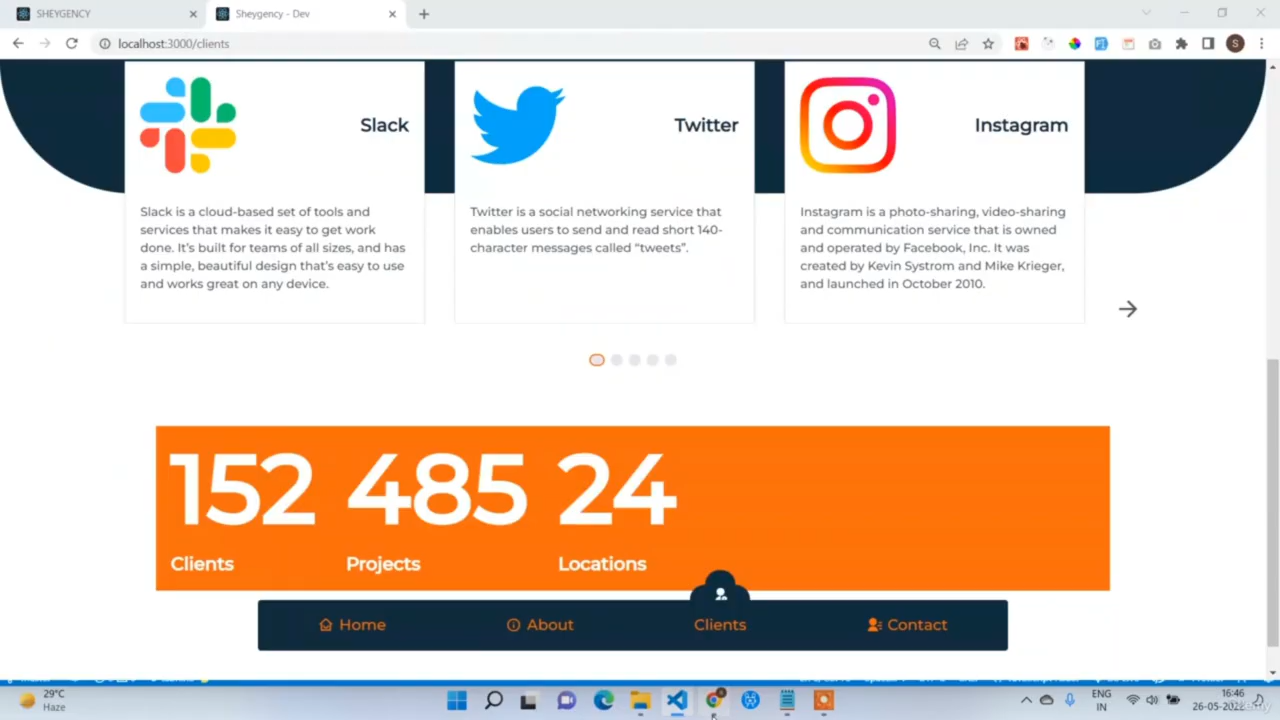 SHEYGENCY
Sheygency - Dev
localhost:3000/clients
S
Slack
Slack is a cloud-based set of tools and
services that makes it easy to get work
done. It's built for teams of all sizes, and has
a simple, beautiful design that's easy to use
and works great on any device.
Twitter
Twitter is a social networking service that
enables users to send and read short 140-
character messages called “tweets”.
Instagram
Instagram is a photo-sharing, video-sharing
and communication service that is owned
and operated by Facebook, Inc. It was
created by Kevin Systrom and Mike Krieger,
and launched in October 2010.
152 485 24
Clients Projects Locations
Home About Clients Contact
29°C
Haze
ENG
IN
16:46
26-05-2022